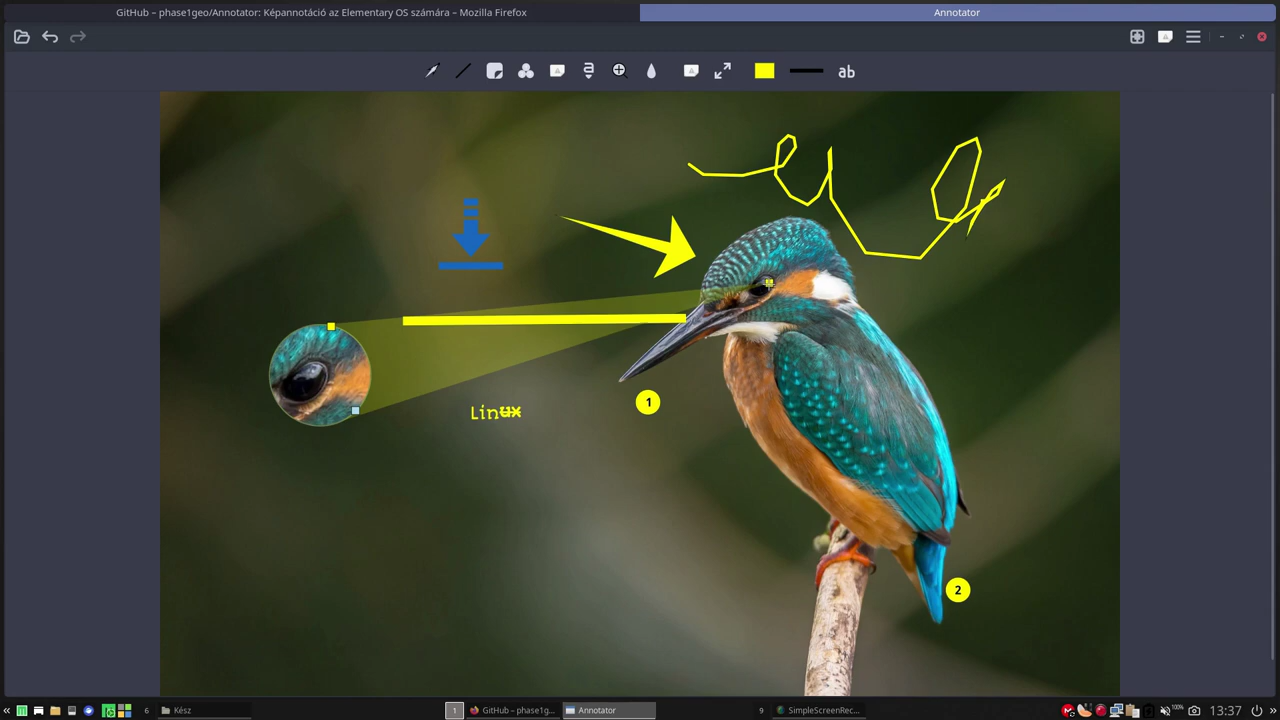 GitHub – phase1geo/Annotator: Képannotáció az Elementary OS számára – Mozilla Firefox
Annotator
ab
Linux
1
2
6
Kész
1
GitHub – phase1g...
Annotator
9
SimpleScreenRec...
100%
13:37